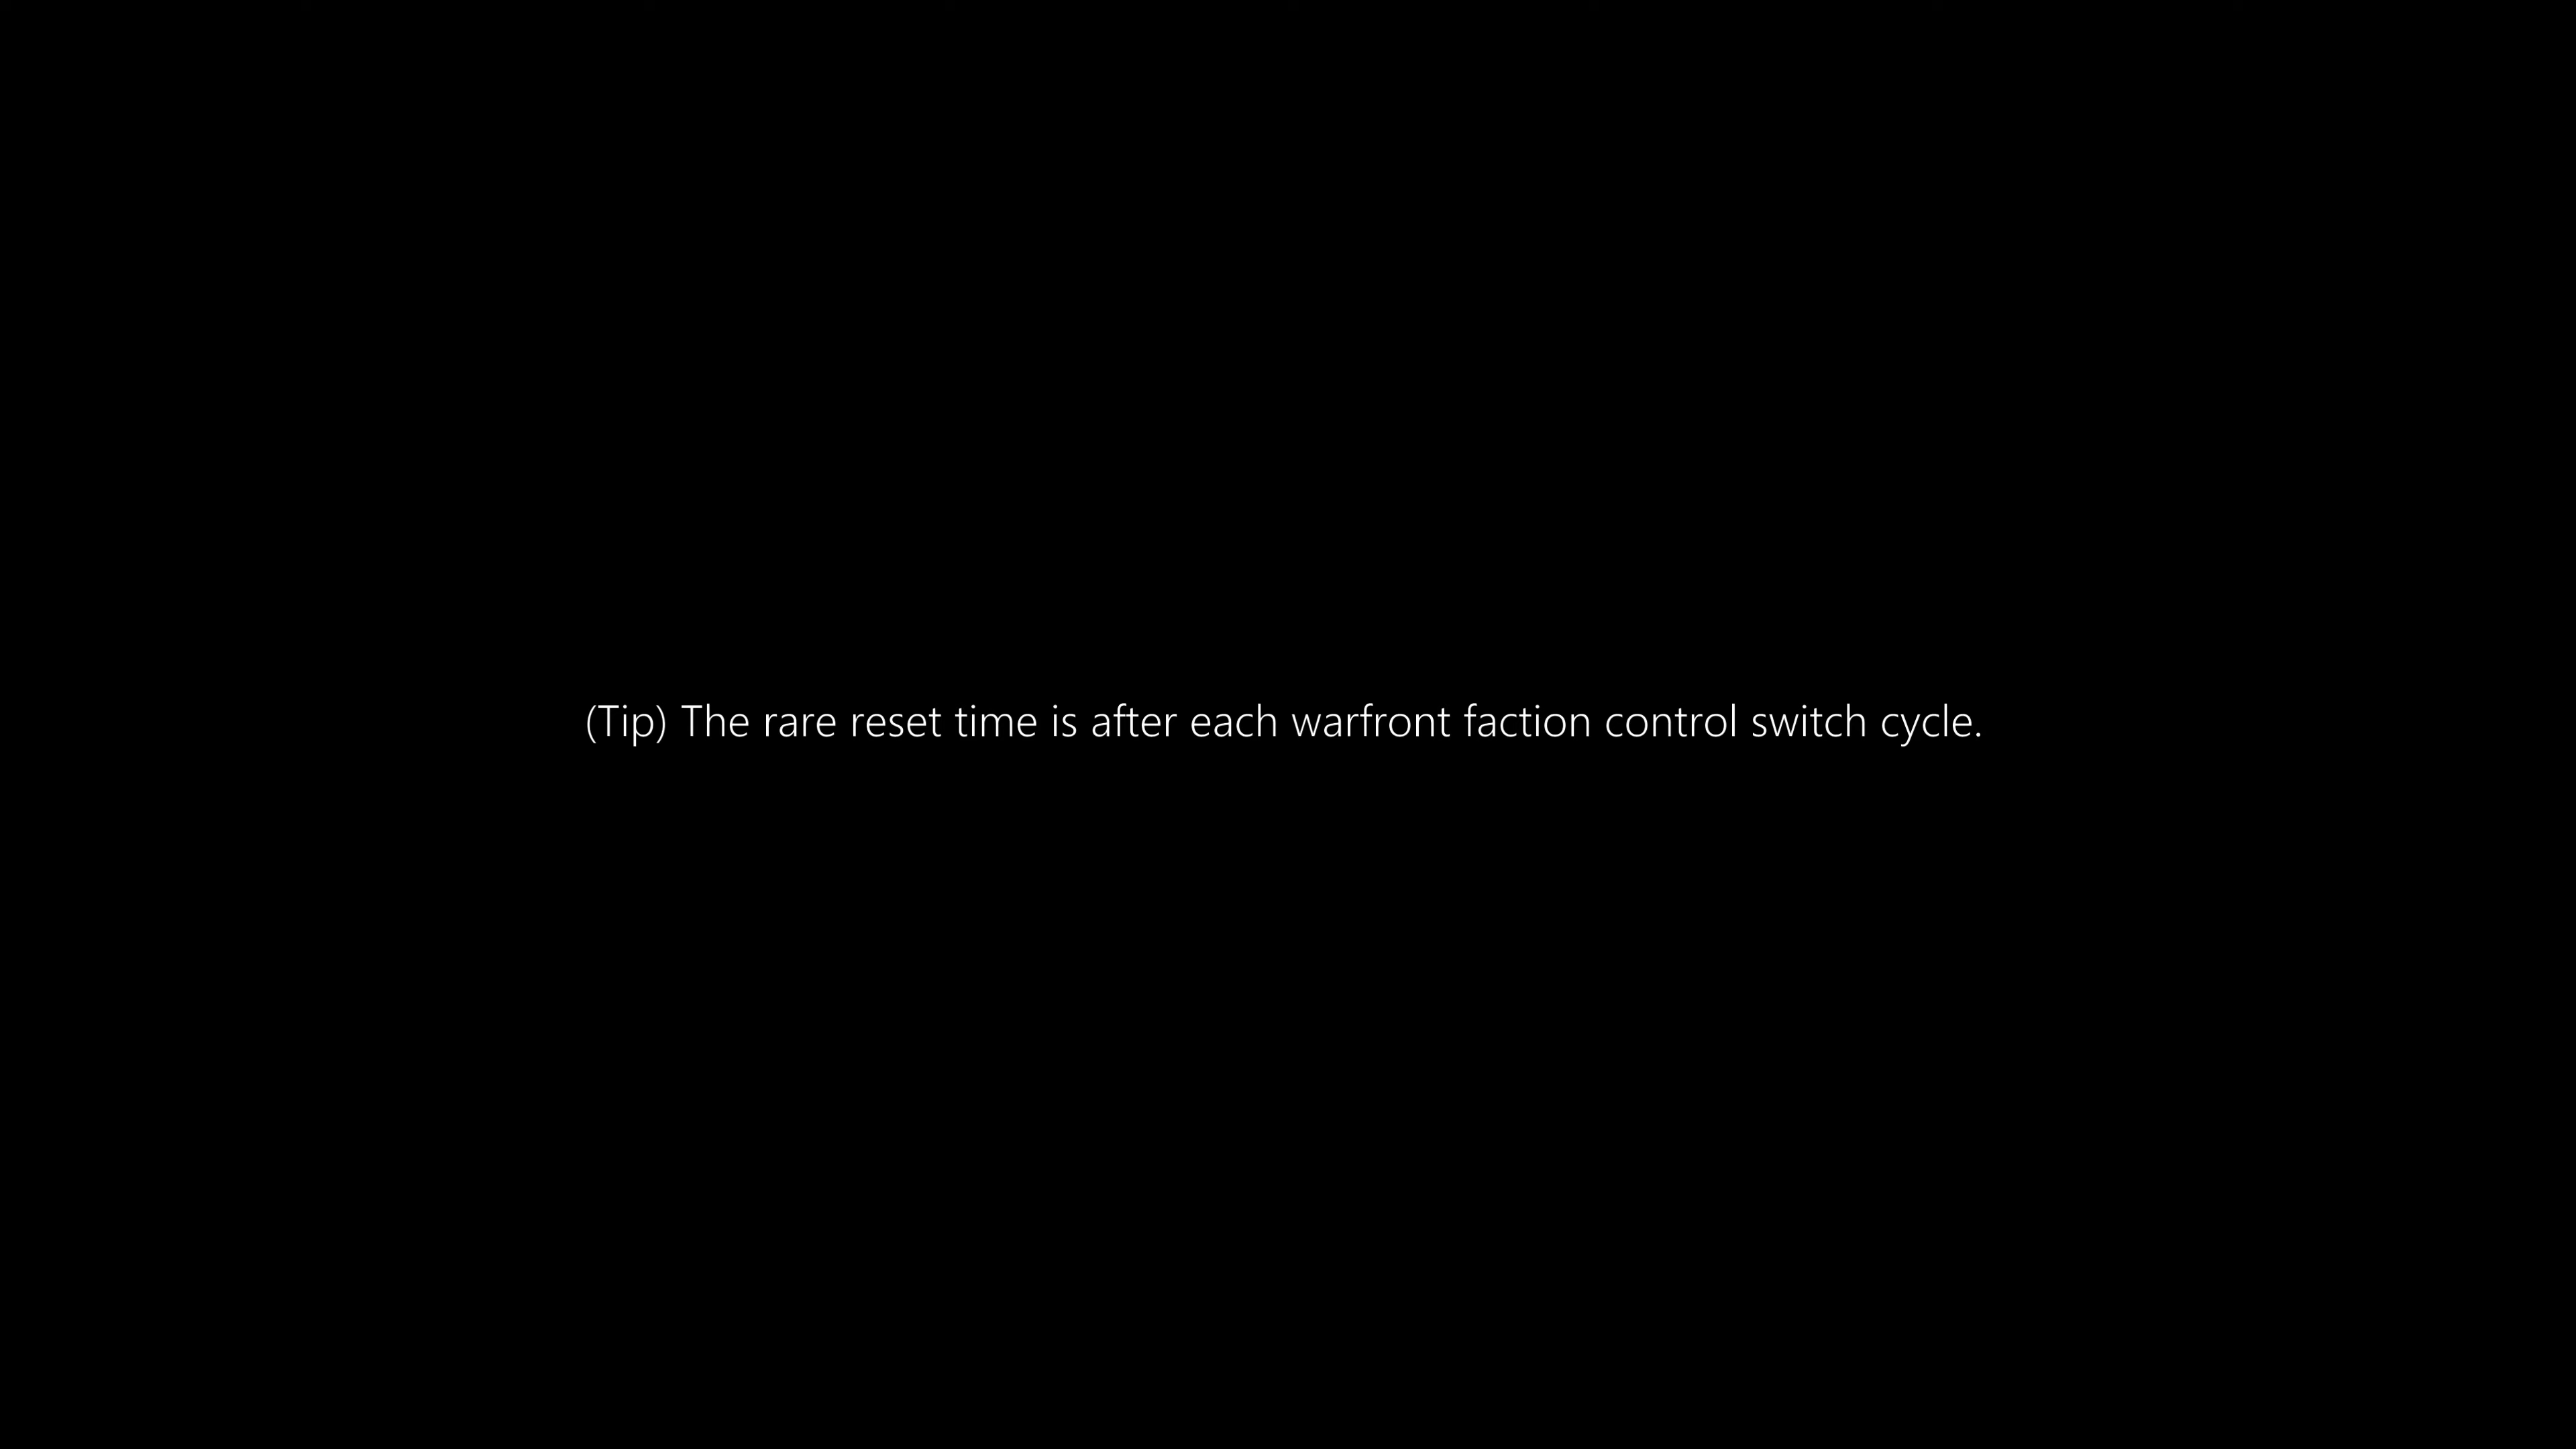 (Tip) The rare reset time is after each warfront faction control switch cycle.